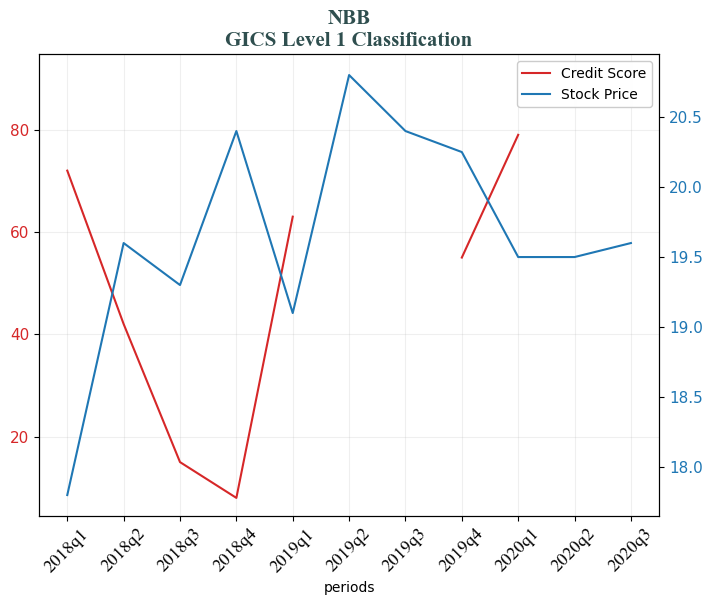 NBB
GICS Level 1 Classification
Credit Score
Stock Price
80
60
40
20
20.5
20.0
19.5
19.0
18.5
18.0
2018q1
2018q2
2018q3
2018q4
2019q1
2019q2
2019q3
2019q4
2020q1
2020q2
2020q3
periods